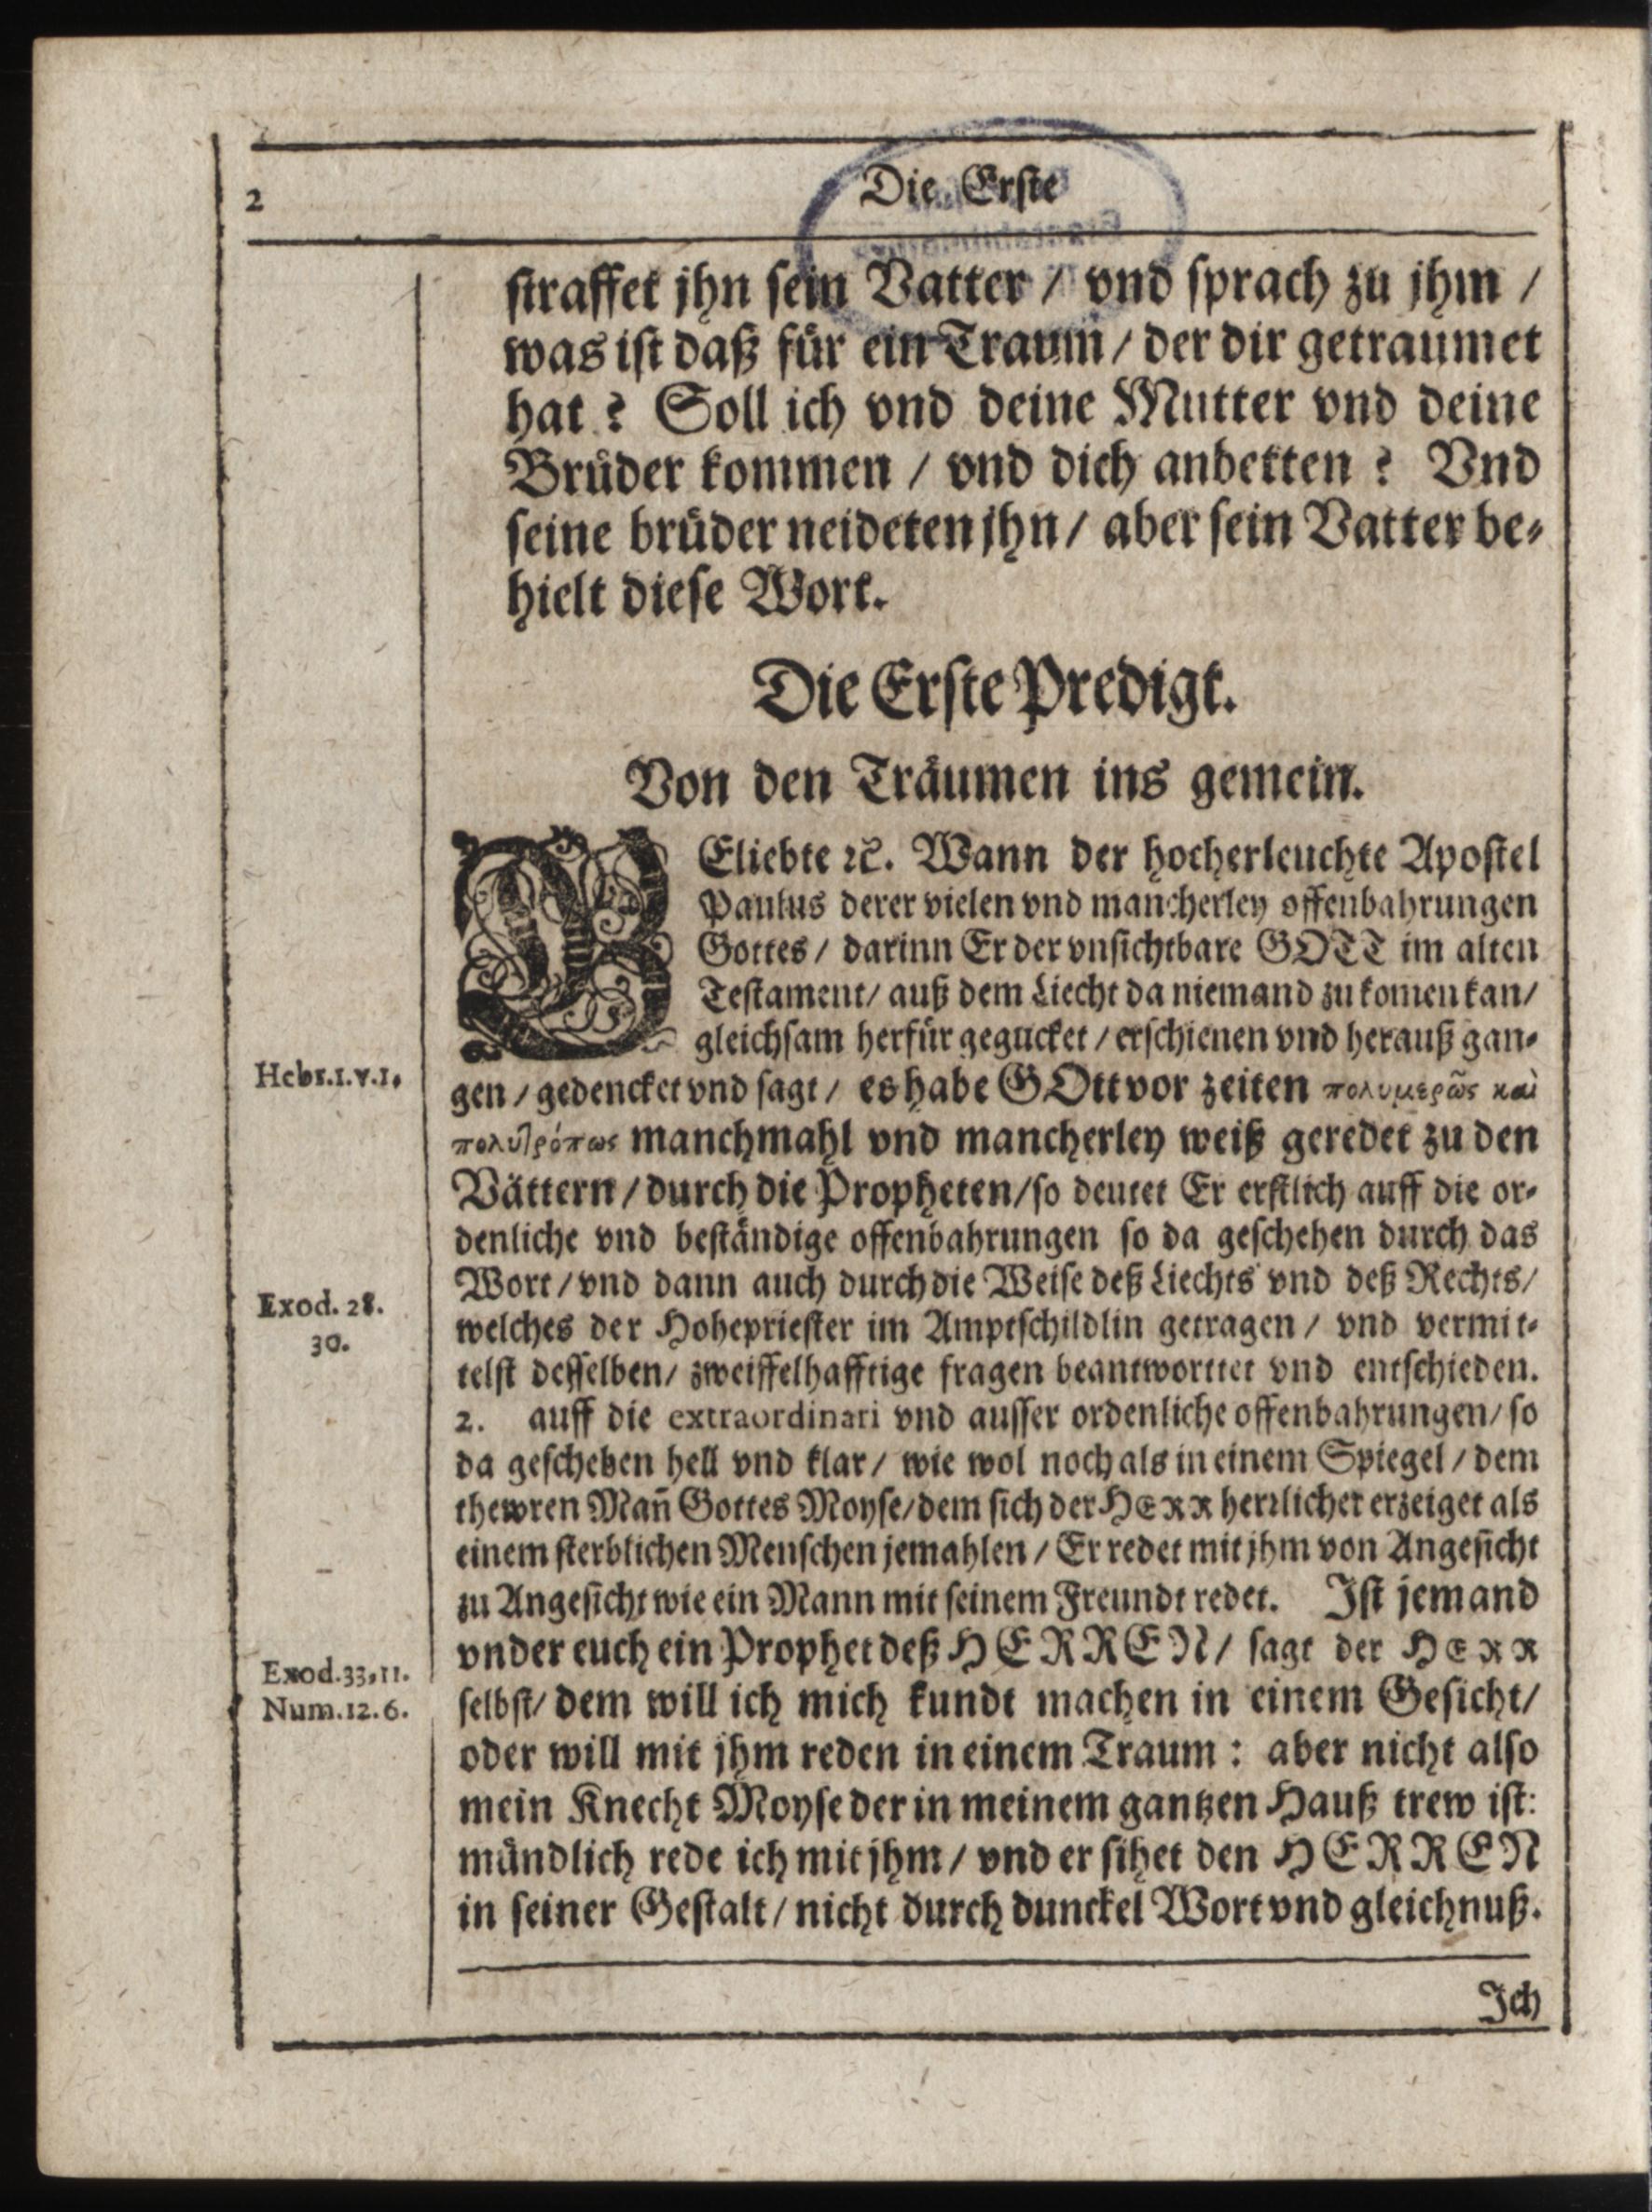 2
Die Erste
straffet jhn sein Vatter / vnd sprach zu jhm /
was ist daß für ein Traum / der dir getraumet
hat? Soll ich vnd deine Mutter vnd deine
Brüder kommen / vnd dich anbetten? Vnd
seine brüder neideten jhn / aber sein Vatter be-
hielt diese Wort.
Die Erste Predigt.
Von den Träumen ins gemein.
GEliebte ꝛc. Wann der hocherleuchte Apostel
Paulus derer vielen vnd mancherley offenbahrungen
Gottes / darinn Er der vnsichtbare GOTT im alten
Testament / auß dem Liecht da niemand zu komen kan /
gleichsam herfür gegucket / erschienen vnd herauß gan-
Hebr.1.v.1.
gen / gedencket vnd sagt / es habe GOtt vor zeiten πολυμερῶς καὶ
πολυτρόπως manchmahl vnd mancherley weiß geredet zu den
Vättern / durch die Propheten / so deutet Er erstlich auff die or-
denliche vnd beständige offenbahrungen so da geschehen durch das
Wort / vnd dann auch durch die Weise deß Liechts vnd deß Rechts /
Exod. 28.
30.
welches der Hohepriester im Amptschildlin getragen / vnd vermit-
telst desselben / zweiffelhafftige fragen beantworttet vnd entschieden.
2. auff die extraordinari vnd ausser ordenliche offenbahrungen / so
da geschehen hell vnd klar / wie wol noch als in einem Spiegel / dem
thewren Mañ Gottes Moyse / dem sich der HERR herrlicher erzeiget als
einem sterblichen Menschen jemahlen / Er redet mit jhm von Angesicht
zu Angesicht wie ein Mann mit seinem Freundt redet. Ist jemand
Exod.33,11.
Num.12.6.
vnder euch ein Prophet deß HERREN / sagt der HERR
selbst / dem will ich mich kundt machen in einem Gesicht /
oder will mit jhm reden in einem Traum: aber nicht also
mein Knecht Moyse der in meinem gantzen Hauß trew ist:
mündlich rede ich mit jhm / vnd er sihet den HERREN
in seiner Gestalt / nicht durch dunckel Wort vnd gleichnuß.
Ich